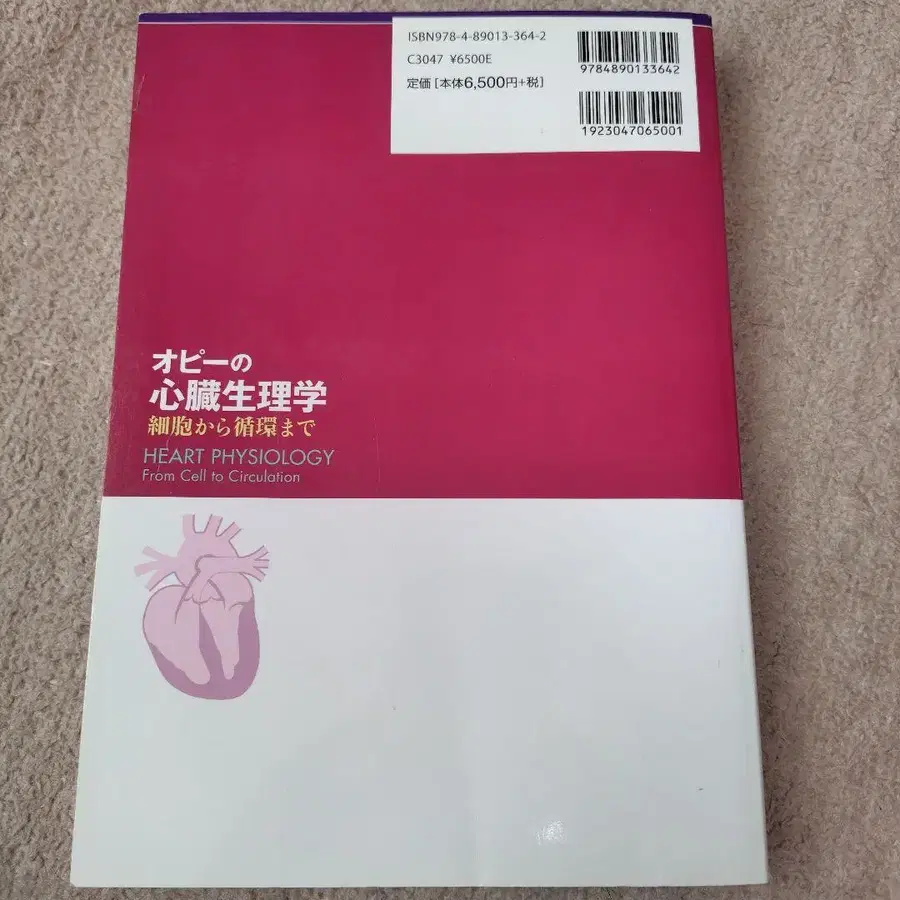 ISBN978-4-89013-364-2
C3047 ¥6500E
定価[本体6,500円+税]
9784890133642
1923047065001
オピーの
心臓生理学
細胞から循環まで
HEART PHYSIOLOGY
From Cell to Circulation